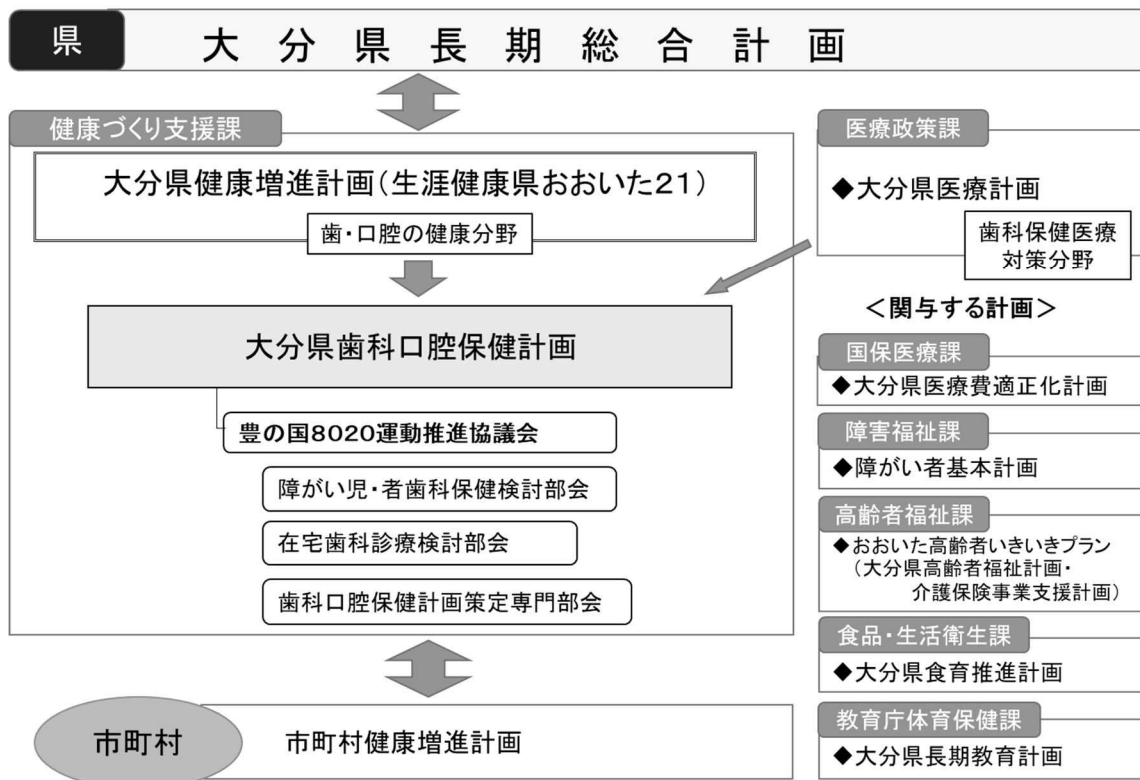 県
大分県長期総合計画
健康づくり支援課
大分県健康増進計画（生涯健康県おおいた21）
歯・口腔の健康分野
大分県歯科口腔保健計画
豊の国8020運動推進協議会
障がい児・者歯科保健検討部会
在宅歯科診療検討部会
歯科口腔保健計画策定専門部会
市町村
市町村健康増進計画
医療政策課
◆大分県医療計画
歯科保健医療
対策分野
＜関与する計画＞
国保医療課
◆大分県医療費適正化計画
障害福祉課
◆障がい者基本計画
高齢者福祉課
◆おおいた高齢者いきいきプラン
（大分県高齢者福祉計画・
介護保険事業支援計画）
食品・生活衛生課
◆大分県食育推進計画
教育庁体育保健課
◆大分県長期教育計画